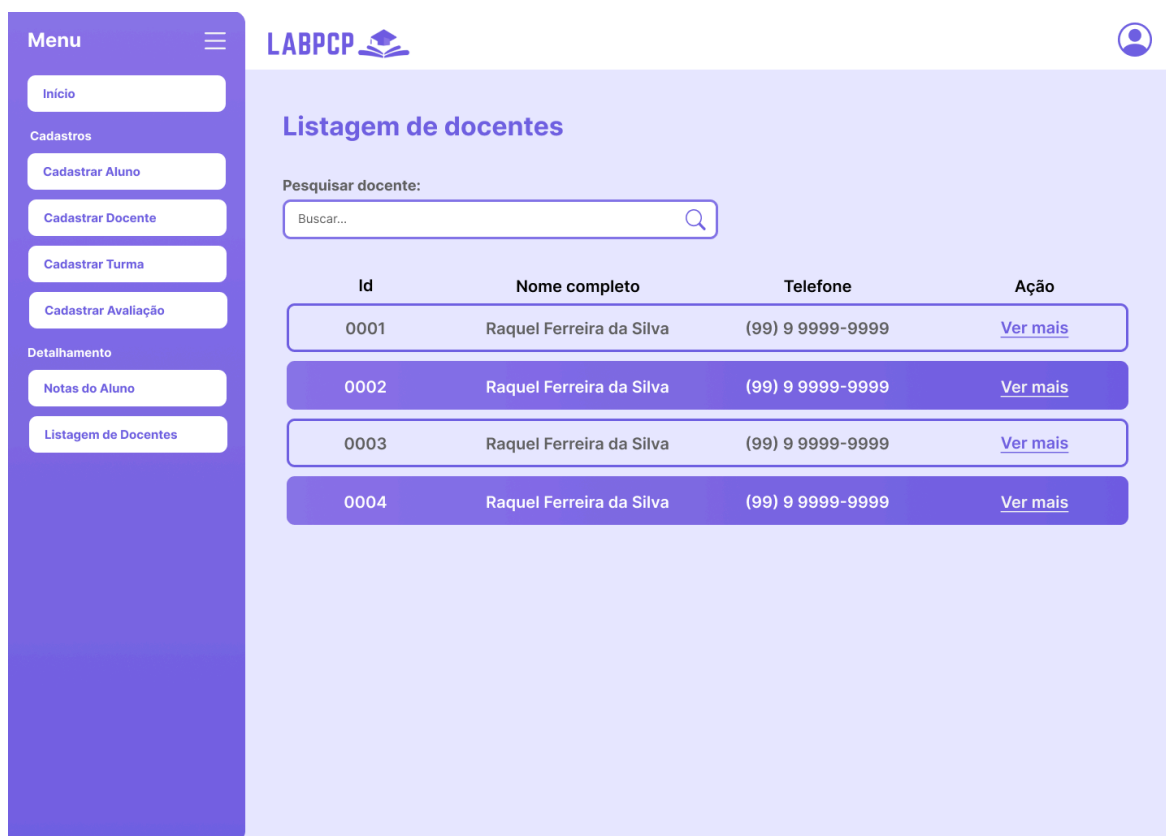 Menu
Início
Cadastros
Cadastrar Aluno
Cadastrar Docente
Cadastrar Turma
Cadastrar Avaliação
Detalhamento
Notas do Aluno
Listagem de Docentes
LABPCP
Listagem de docentes
Pesquisar docente:
Buscar...
Id Nome completo Telefone Ação
0001 Raquel Ferreira da Silva (99) 9 9999-9999 Ver mais
0002 Raquel Ferreira da Silva (99) 9 9999-9999 Ver mais
0003 Raquel Ferreira da Silva (99) 9 9999-9999 Ver mais
0004 Raquel Ferreira da Silva (99) 9 9999-9999 Ver mais